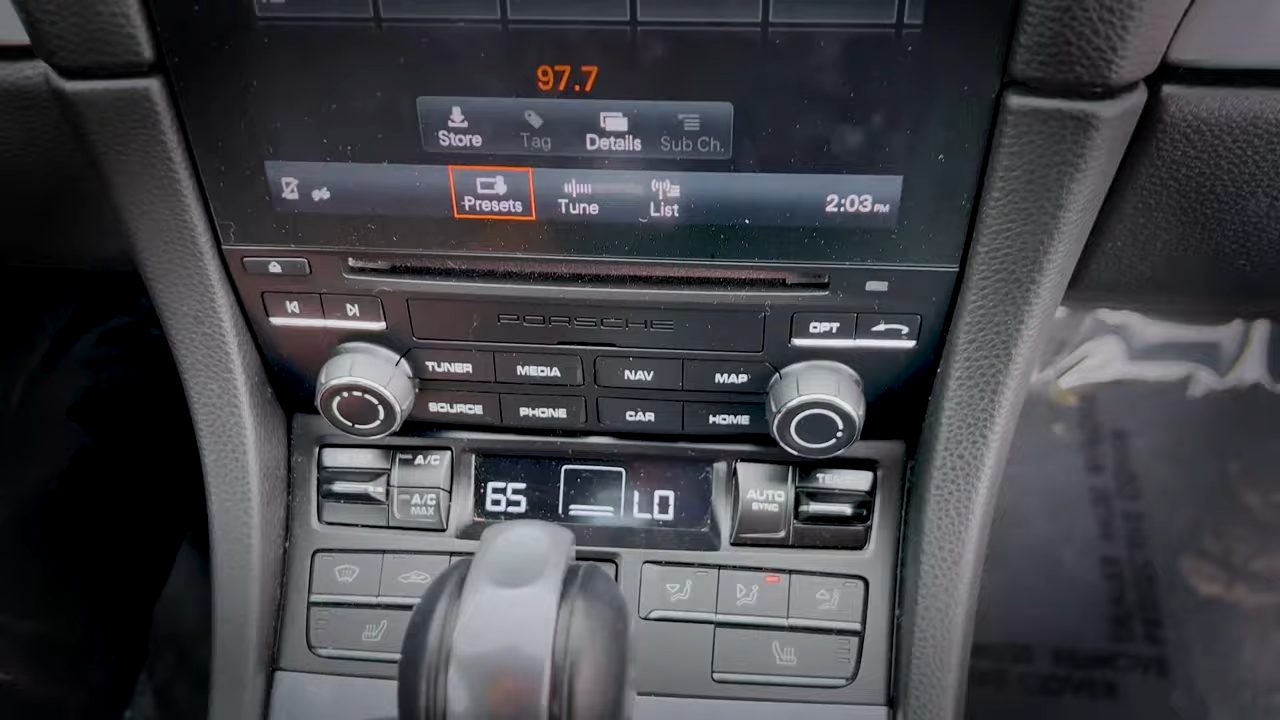 97.7
Store Tag Details Sub Ch.
Presets Tune List 2:03 PM
PORSCHE
OPT
TUNER MEDIA NAV MAP
SOURCE PHONE CAR HOME
A/C
65 LO
AUTO SYNC
A/C MAX